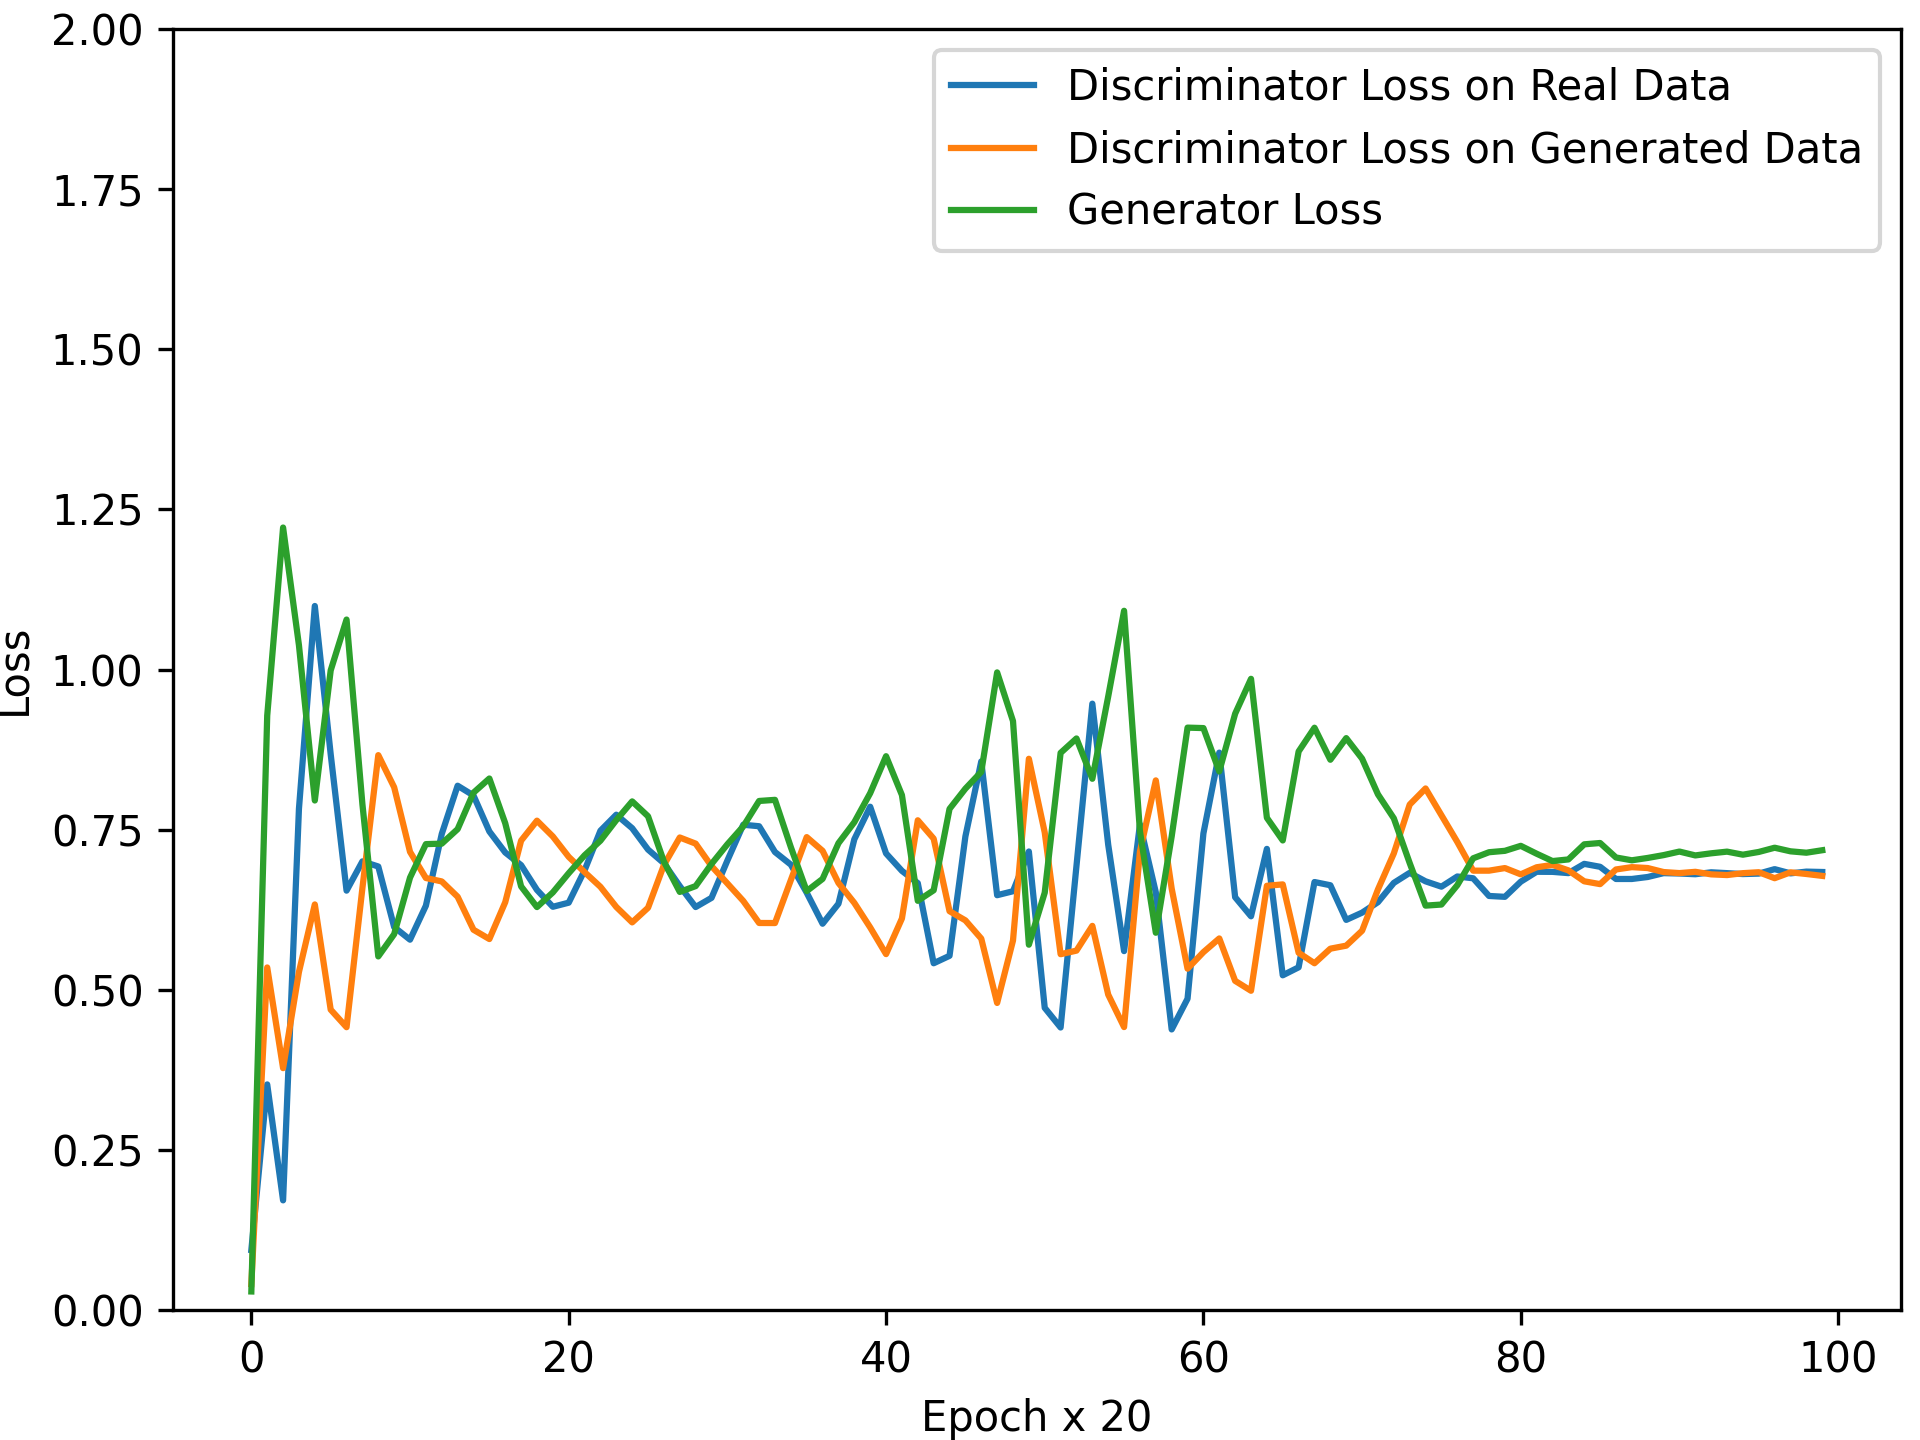 2.00
1.75
1.50
1.25
1.00
0.75
0.50
0.25
0.00
Loss
Discriminator Loss on Real Data
Discriminator Loss on Generated Data
Generator Loss
0 20 40 60 80 100
Epoch x 20